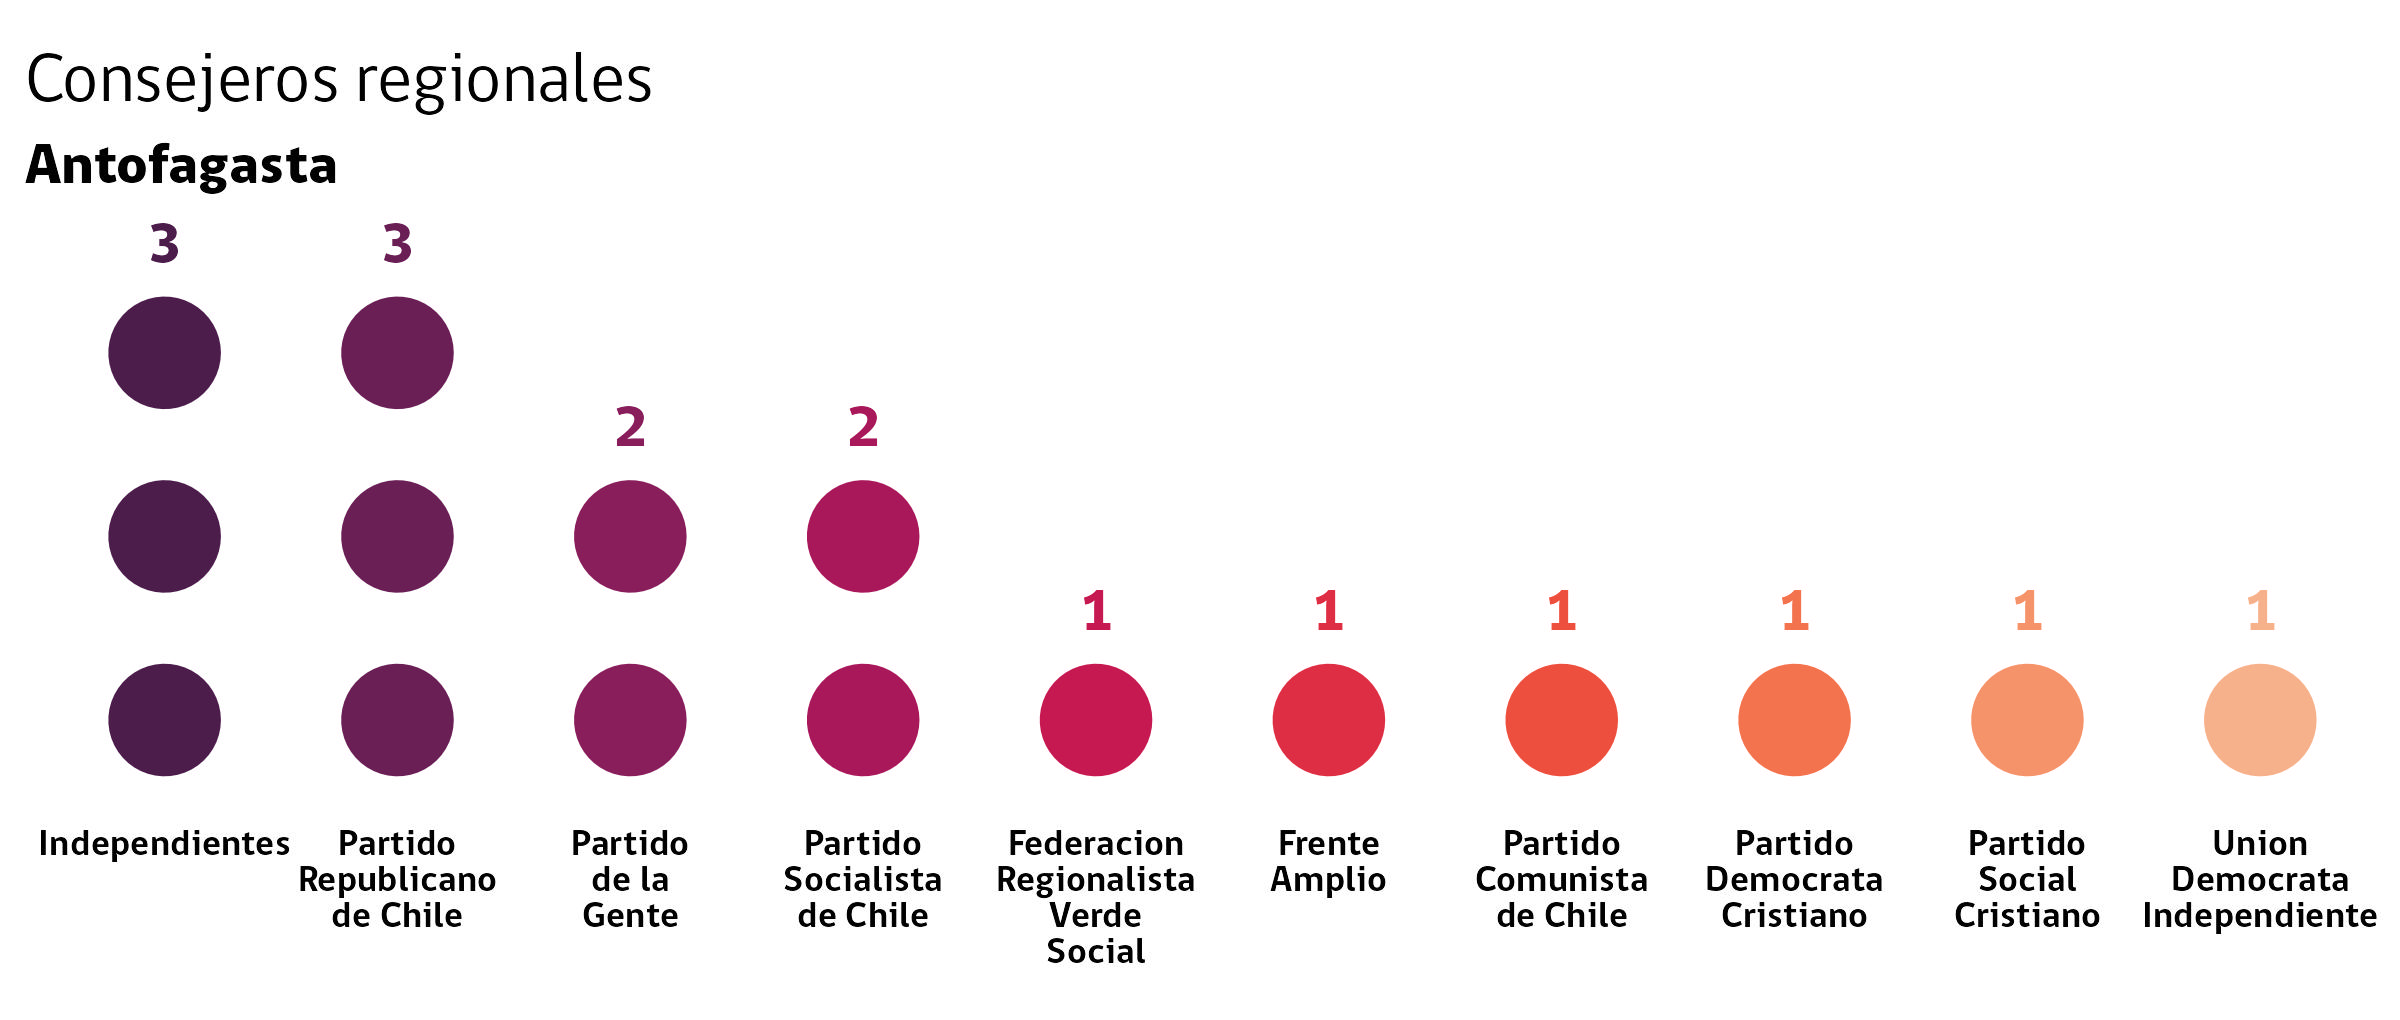 Consejeros regionales
Antofagasta
3
3
2
2
1
1
1
1
1
1
Independientes
Partido
Republicano
de Chile
Partido
de la
Gente
Partido
Socialista
de Chile
Federacion
Regionalista
Verde
Social
Frente
Amplio
Partido
Comunista
de Chile
Partido
Democrata
Cristiano
Partido
Social
Cristiano
Union
Democrata
Independiente